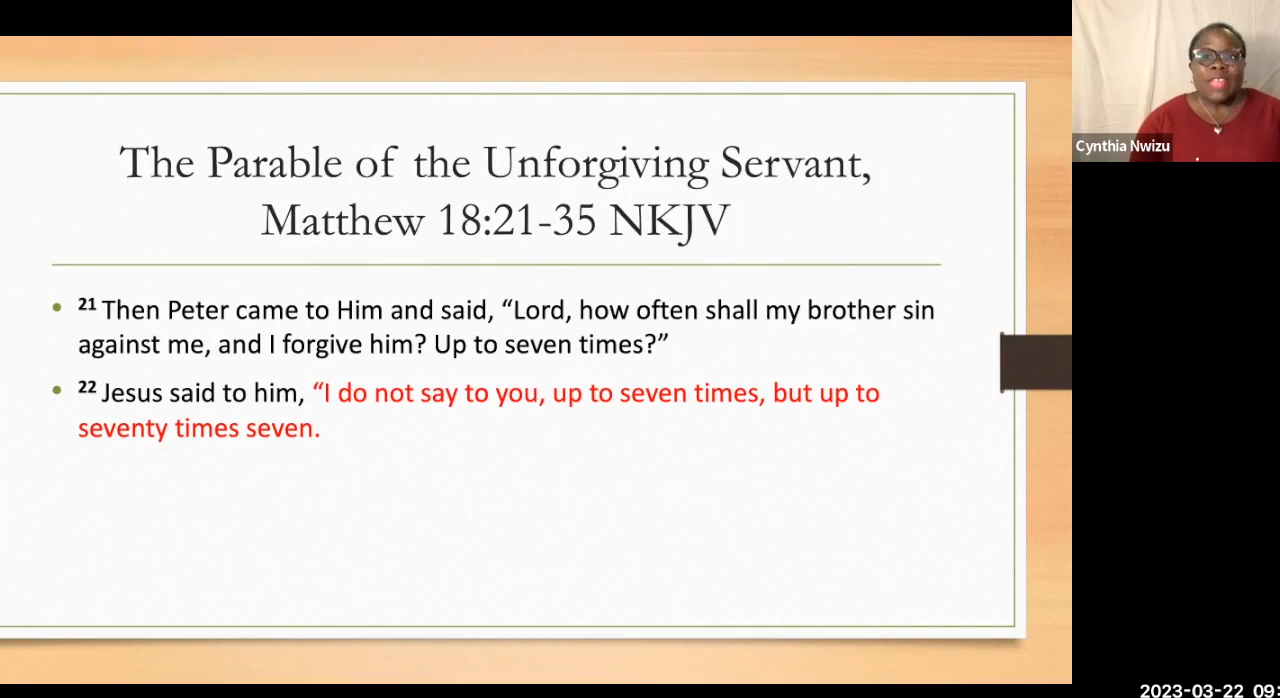 The Parable of the Unforgiving Servant,
Matthew 18:21-35 NKJV
21 Then Peter came to Him and said, “Lord, how often shall my brother sin
against me, and I forgive him? Up to seven times?”
22 Jesus said to him, “I do not say to you, up to seven times, but up to
seventy times seven.
Cynthia Nwizu
2023-03-22 09: